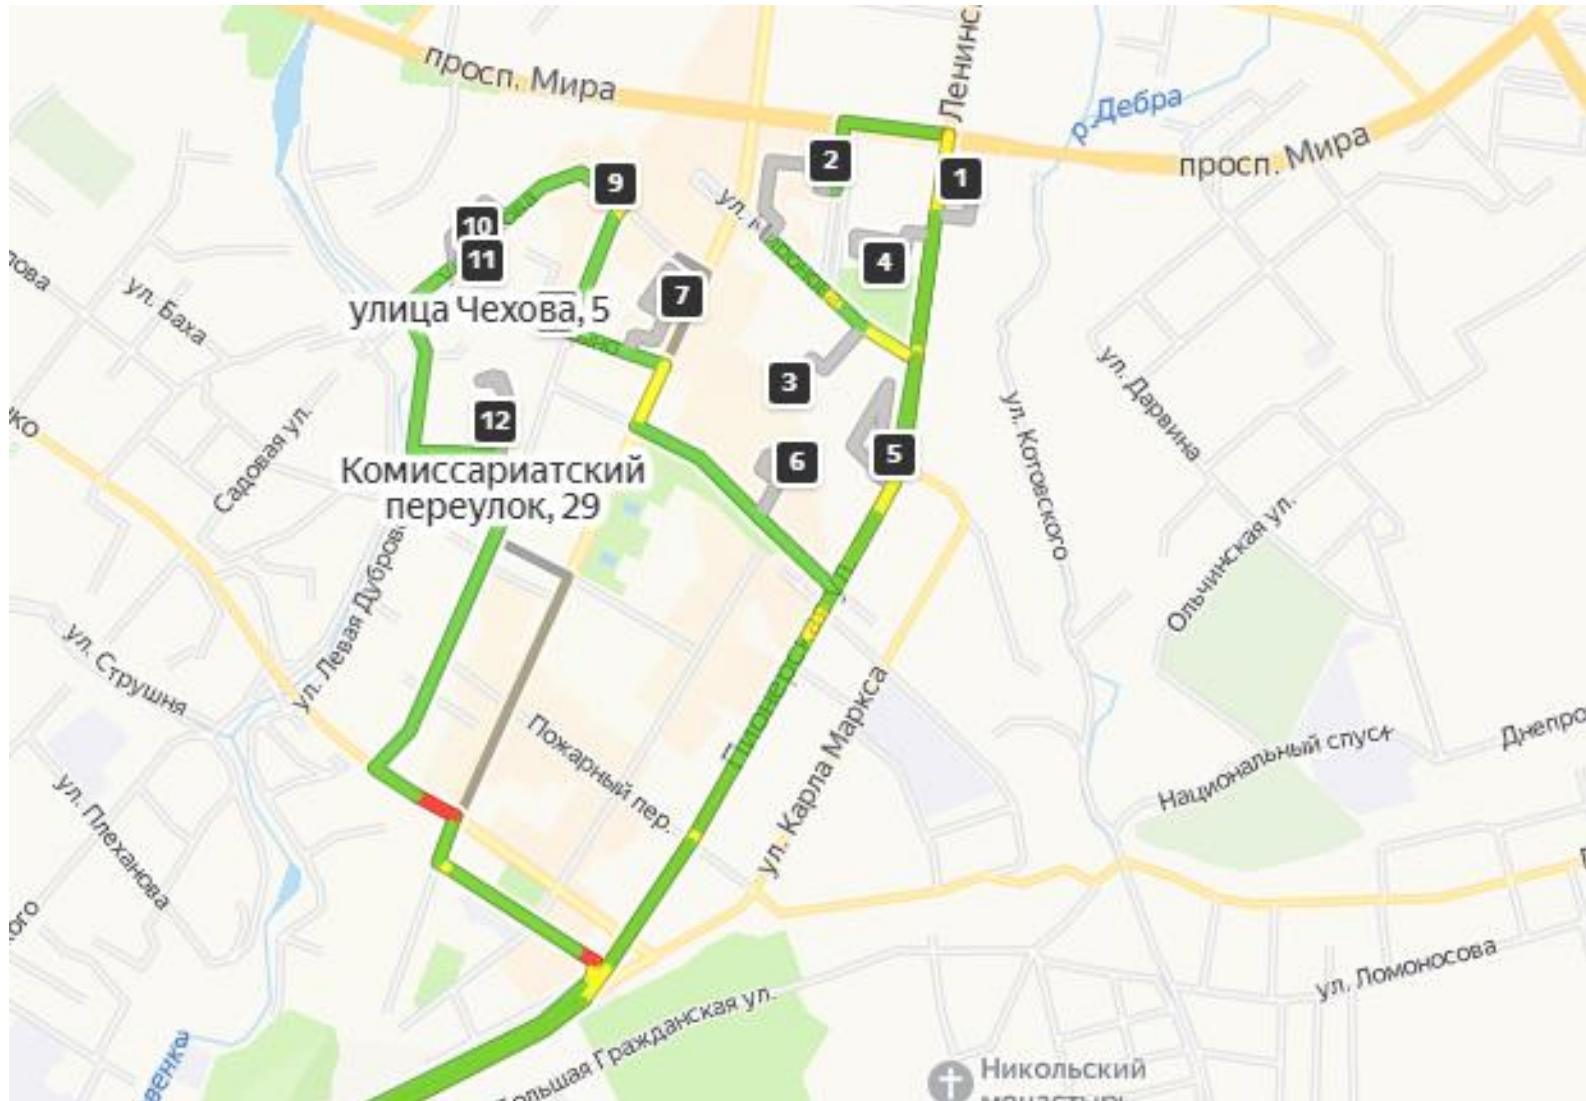 просп. Мира
Ленинс
р. Дебра
просп. Мира
1
2
9
10
11
4
7
3
12
5
6
улица Чехова, 5
Комиссариатский
переулок, 29
ул. Баха
Садовая ул.
ул. Котовского
ул. Дарвина
Ольчинская ул.
ул. Струшня
ул. Левая Дубров
Пожарный пер.
ул. Карла Маркса
Национальный спуск
Днепро
ул. Плеханова
ул. Ломоносова
Большая Гражданская ул.
Никольский
монастырь